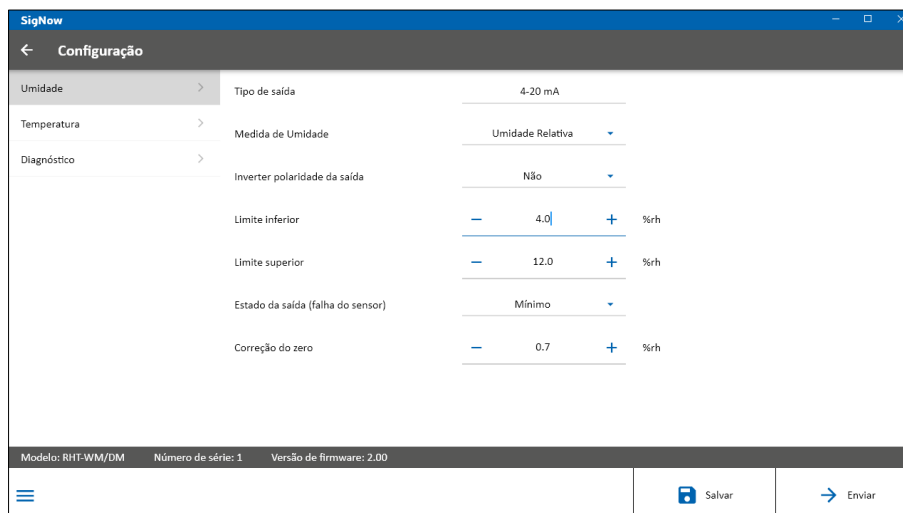 SigNow
Configuração
Umidade
Temperatura
Diagnóstico
Tipo de saída 4-20 mA
Medida de Umidade Umidade Relativa
Inverter polaridade da saída Não
Limite inferior 4.0 %rh
Limite superior 12.0 %rh
Estado da saída (falha do sensor) Mínimo
Correção do zero 0.7 %rh
Modelo: RHT-WM/DM Número de série: 1 Versão de firmware: 2.00
Salvar Enviar